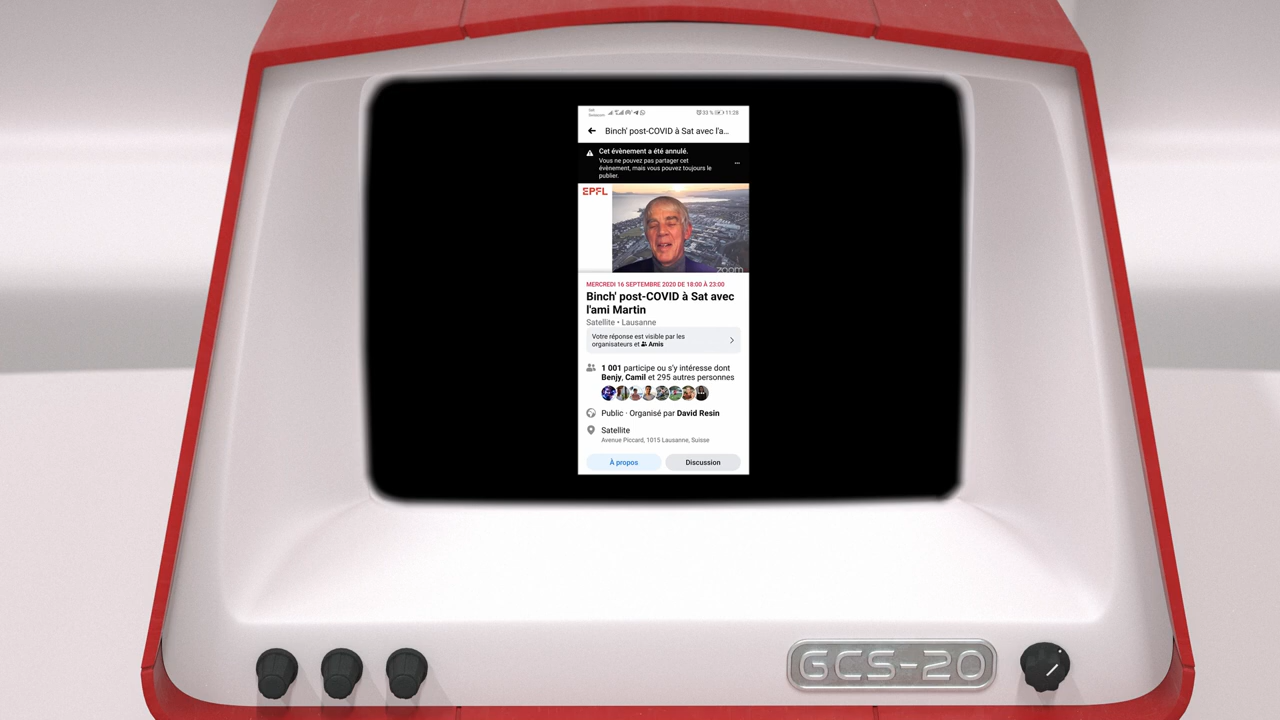 33 % 11:28
Binch' post-COVID à Sat avec l'a...
Cet évènement a été annulé.
Vous ne pouvez pas partager cet
évènement, mais vous pouvez toujours le
publier.
EPFL
zoom
MERCREDI 16 SEPTEMBRE 2020 DE 18:00 À 23:00
Binch' post-COVID à Sat avec
l'ami Martin
Satellite • Lausanne
Votre réponse est visible par les
organisateurs et Amis
1 001 participe ou s'y intéresse dont
Benjy, Camil et 295 autres personnes
Public · Organisé par David Resin
Satellite
Avenue Piccard, 1015 Lausanne, Suisse
À propos
Discussion
GCS-20